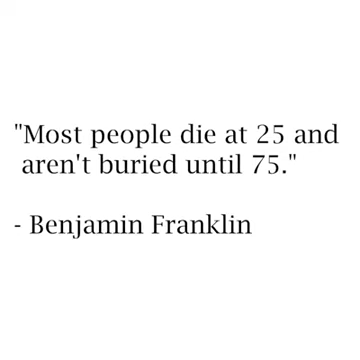 "Most people die at 25 and
aren't buried until 75."
- Benjamin Franklin